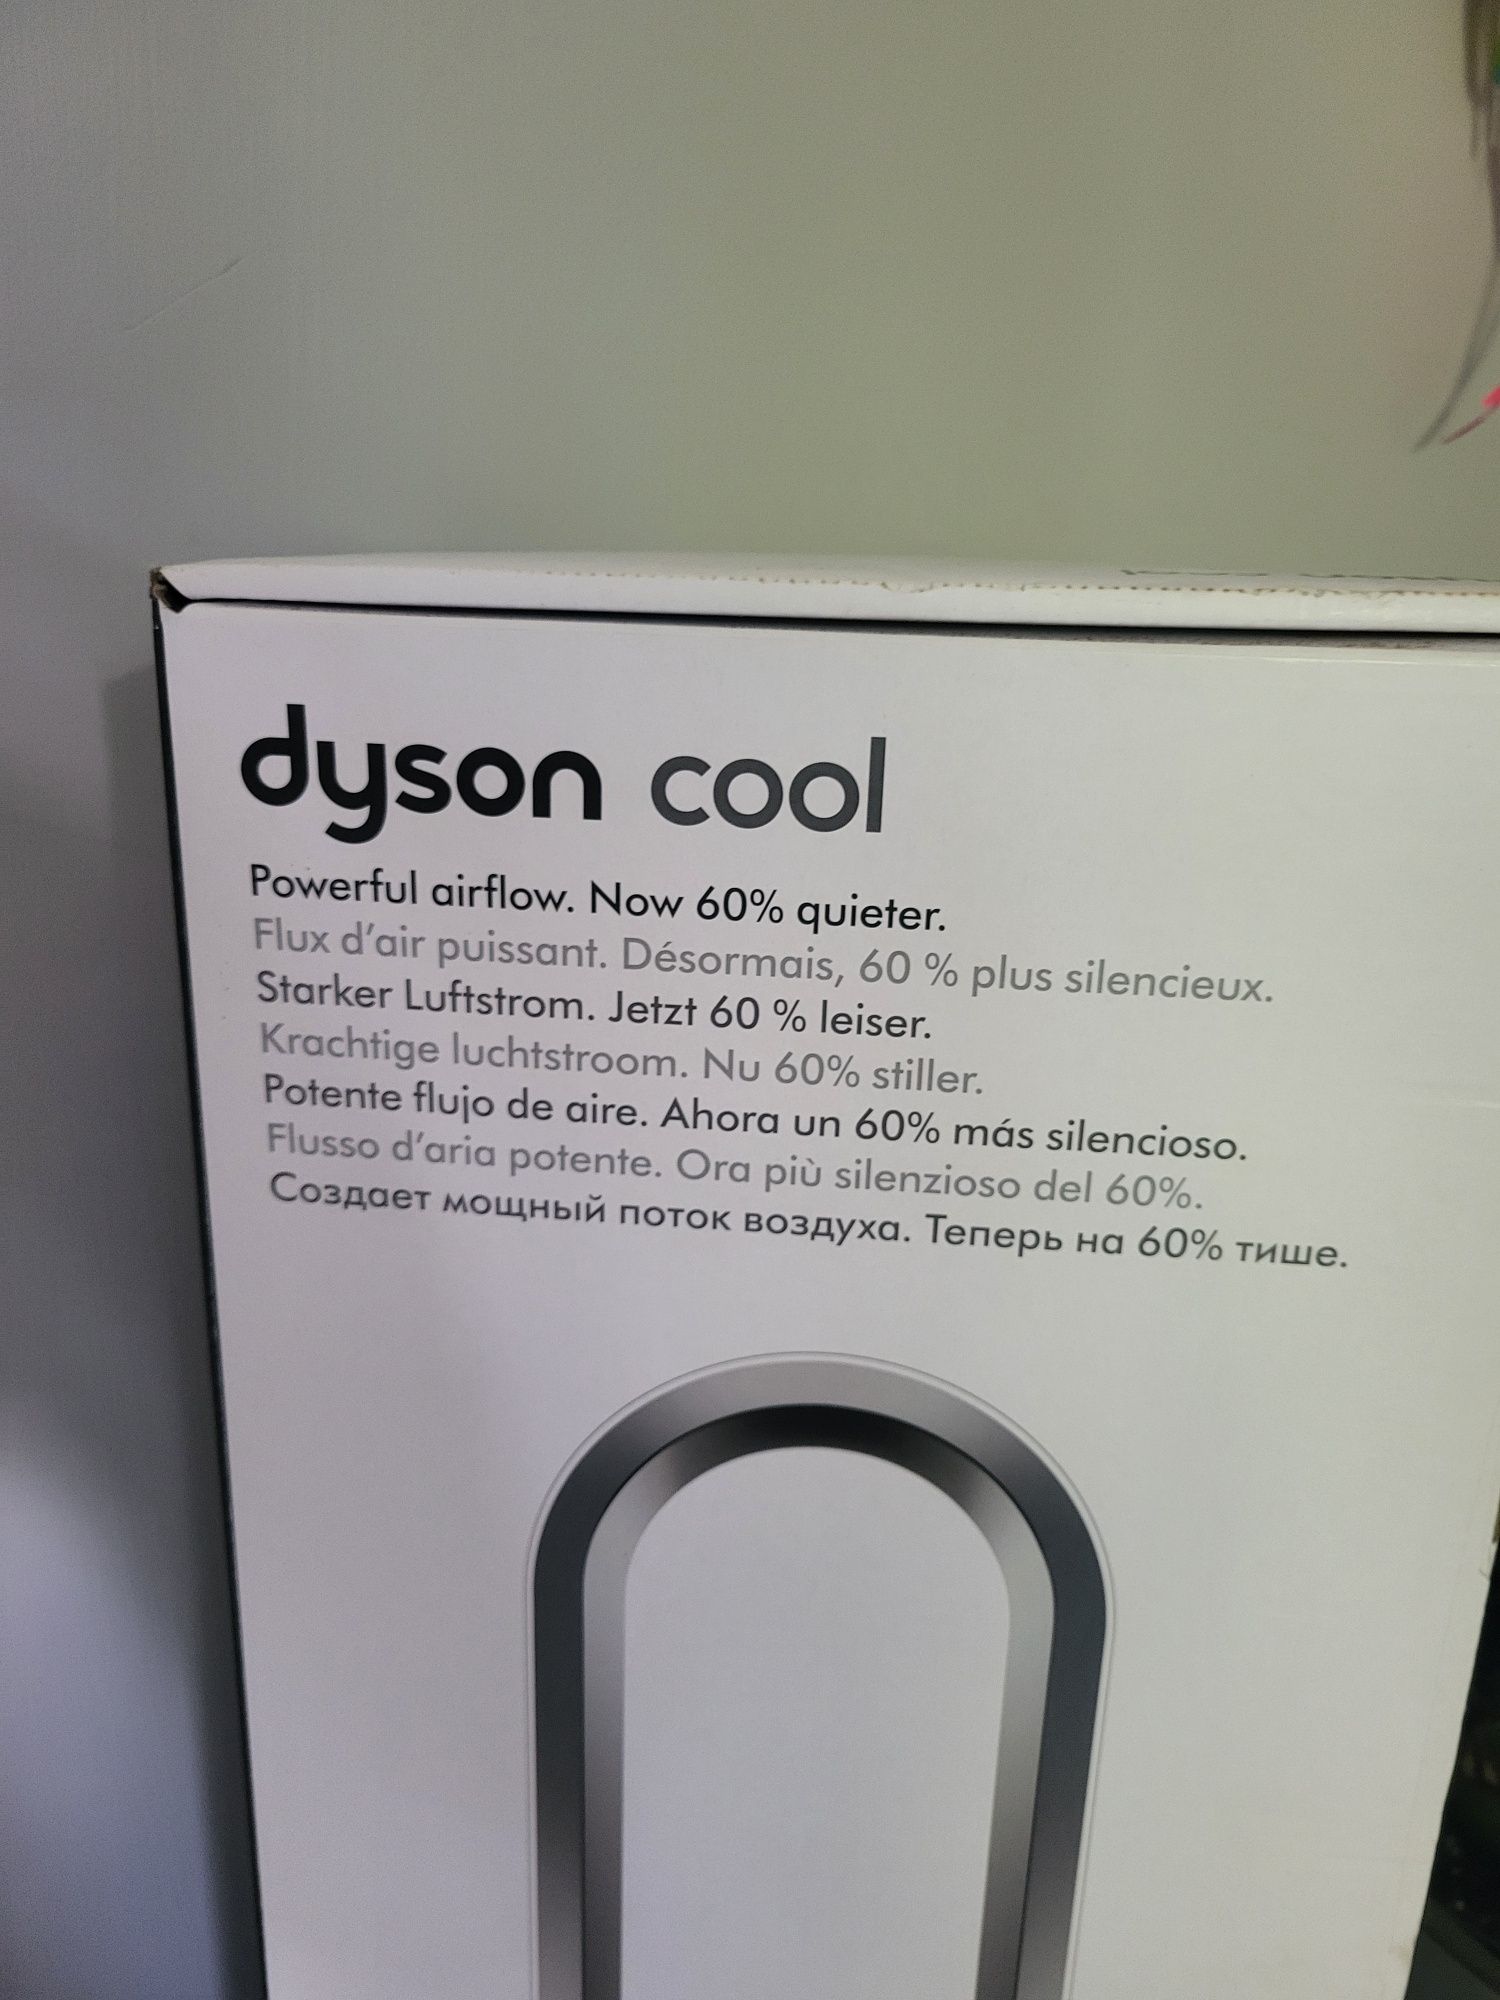 dyson cool
Powerful airflow. Now 60% quieter.
Flux d'air puissant. Désormais, 60 % plus silencieux.
Starker Luftstrom. Jetzt 60 % leiser.
Krachtige luchtstroom. Nu 60% stiller.
Potente flujo de aire. Ahora un 60% más silencioso.
Flusso d'aria potente. Ora più silenzioso del 60%.
Создает мощный поток воздуха. Теперь на 60% тише.